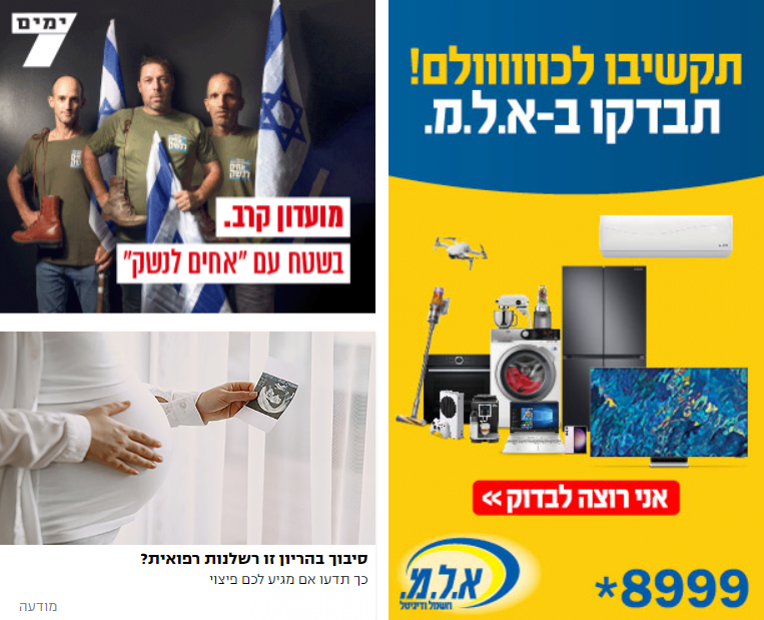 7 ימים
מועדון קרב.
בשטח עם "אחים לנשק"
סיבוך בהריון זו רשלנות רפואית?
כך תדעו אם מגיע לכם פיצוי
מודעה
תקשיבו לכווווולם!
תבדקו ב-א.ל.מ.
אני רוצה לבדוק >>
א.ל.מ.
חשמל ודיגיטל
*8999